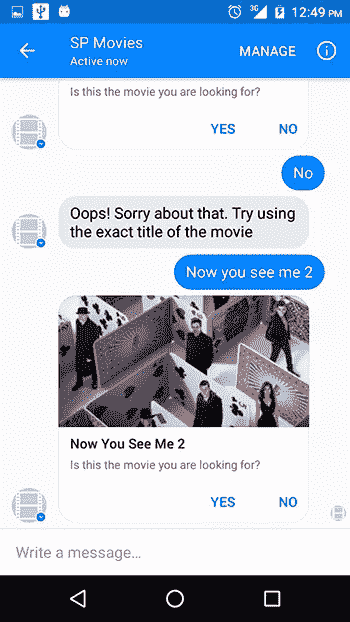 3G 12:49 PM
SP Movies
Active now
MANAGE
Is this the movie you are looking for?
YES NO
No
Oops! Sorry about that. Try using
the exact title of the movie
Now you see me 2
Now You See Me 2
Is this the movie you are looking for?
YES NO
Write a message...